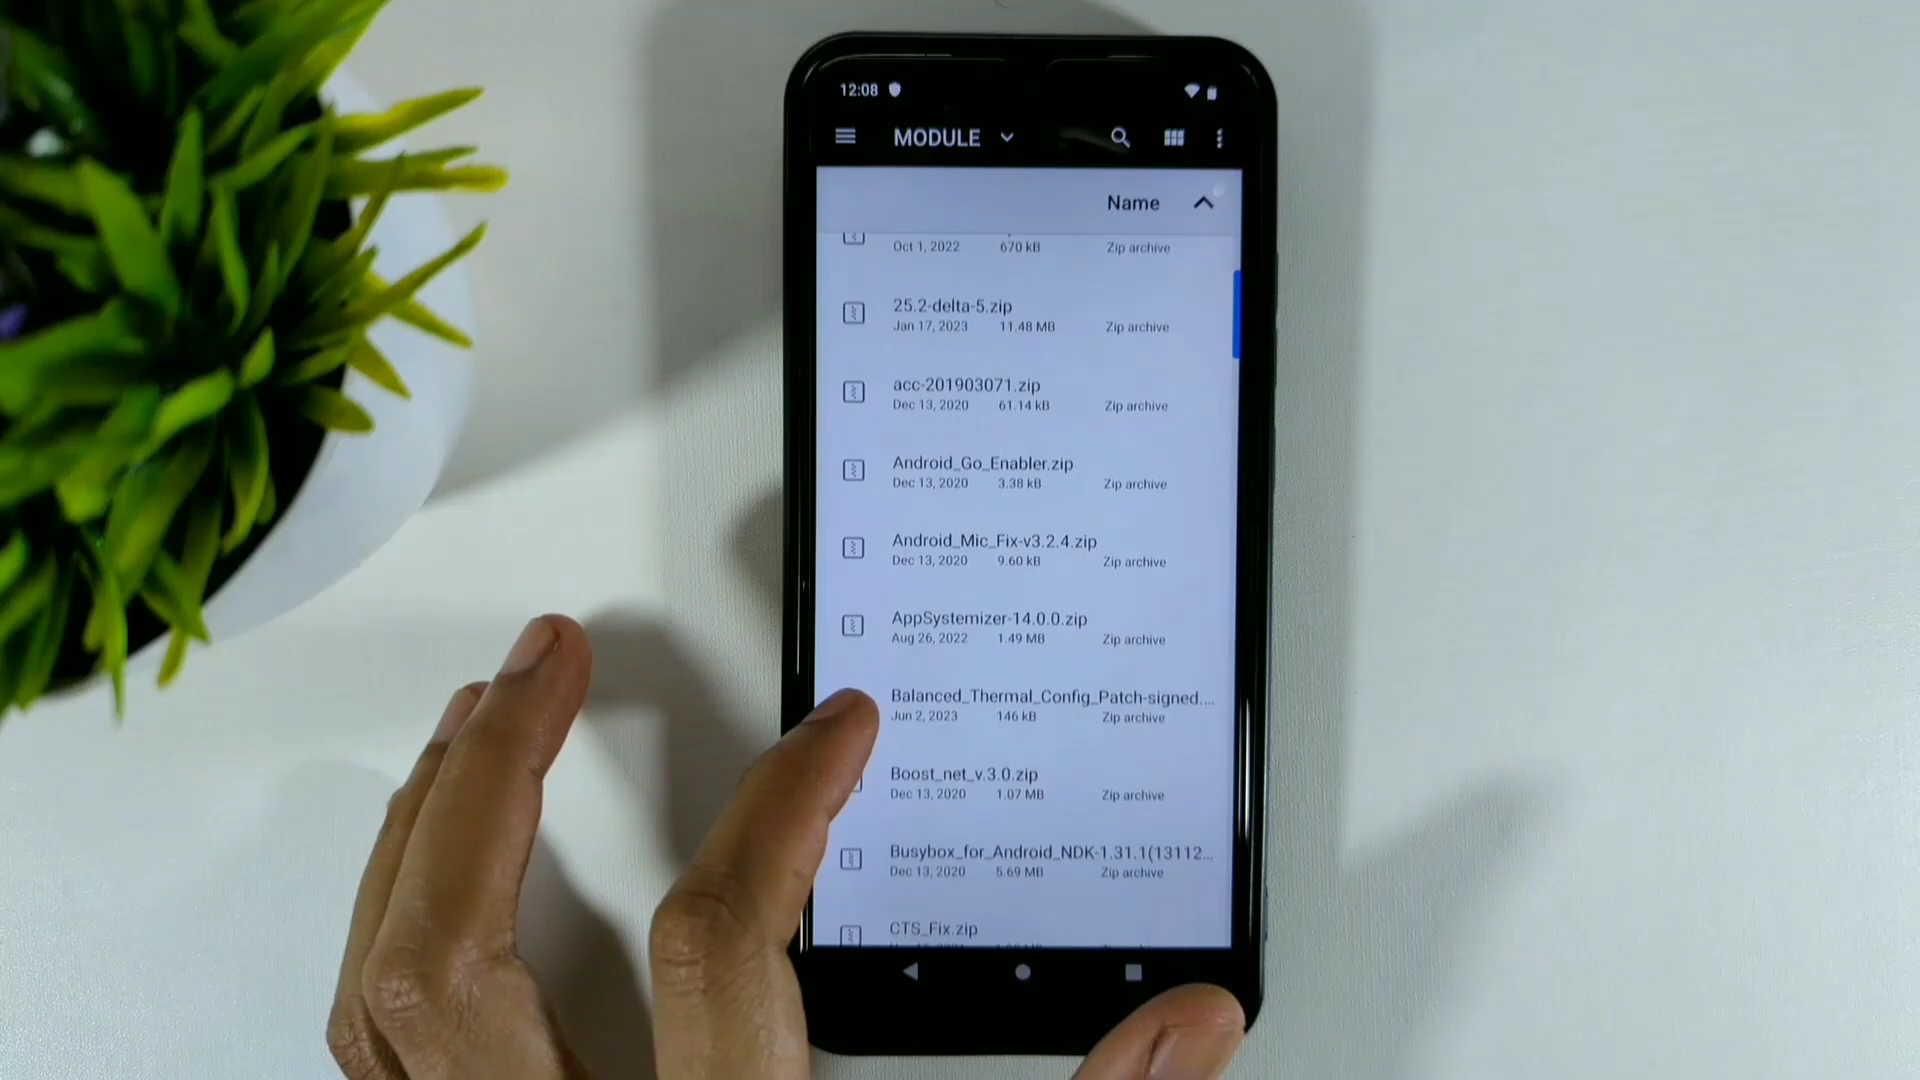 12:08
MODULE
Name
Oct 1, 2022 670 kB Zip archive
25.2-delta-5.zip
Jan 17, 2023 11.48 MB Zip archive
acc-201903071.zip
Dec 13, 2020 61.14 kB Zip archive
Android_Go_Enabler.zip
Dec 13, 2020 3.38 kB Zip archive
Android_Mic_Fix-v3.2.4.zip
Dec 13, 2020 9.60 kB Zip archive
AppSystemizer-14.0.0.zip
Aug 26, 2022 1.49 MB Zip archive
Balanced_Thermal_Config_Patch-signed....
Jun 2, 2023 146 kB Zip archive
Boost_net_v.3.0.zip
Dec 13, 2020 1.07 MB Zip archive
Busybox_for_Android_NDK-1.31.1(13112...
Dec 13, 2020 5.69 MB Zip archive
CTS_Fix.zip